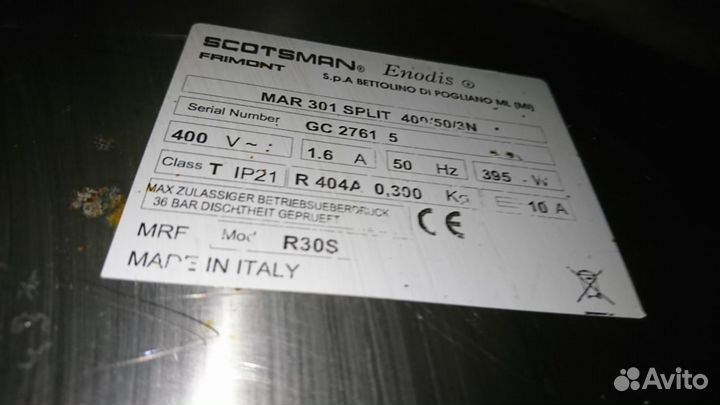 SCOTSMAN® Enodis
FRIMONT S.p.A BETTOLINO DI POGLIANO ML (MI)
MAR 301 SPLIT 400/50/3N
Serial Number GC 2761 5
400 V ~ : 1.6 A 50 Hz 395 W
Class T IP21 R 404A 0,300 Kg 10 A
MAX ZULASSIGER BETRIEBSUEBERDRUCK
36 BAR DISCHTHEIT GEPRUEFT
CE
MRF Mod R30S
MADE IN ITALY
Avito